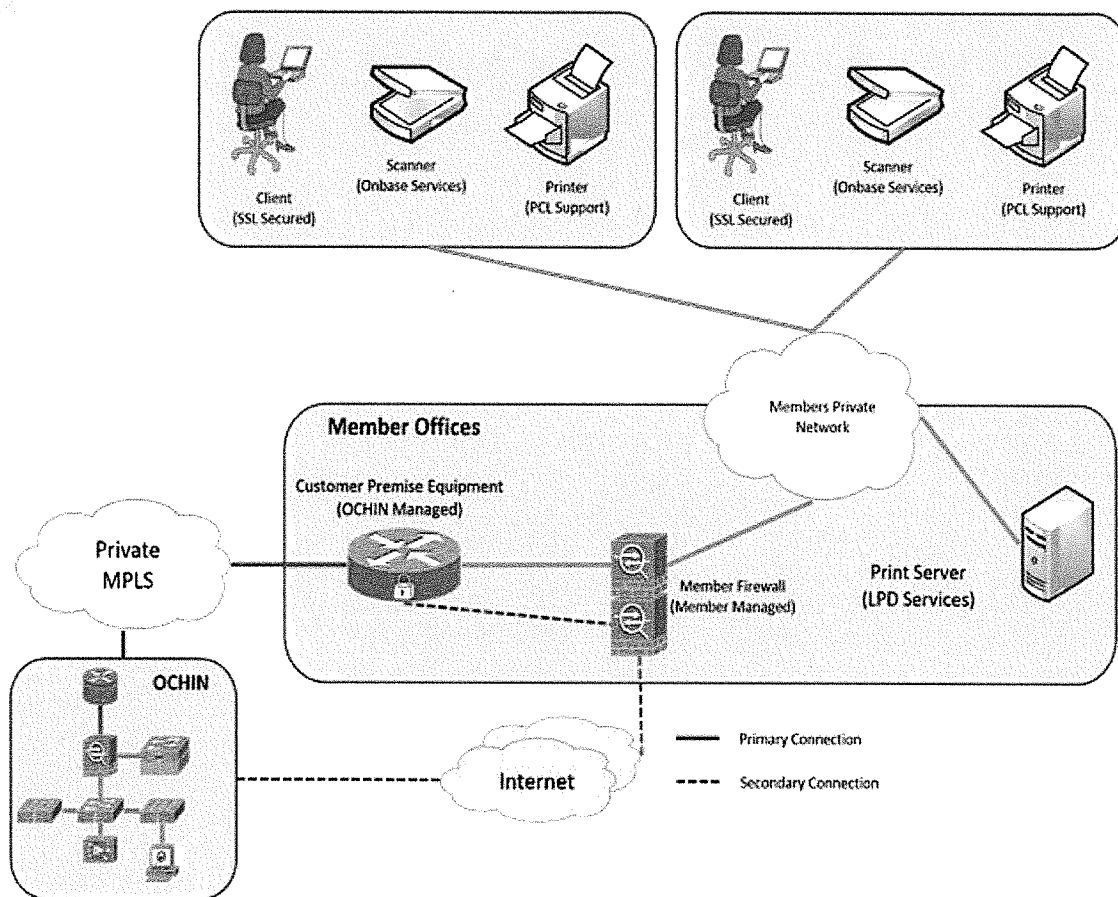 Client
(SSL Secured)
Scanner
(Onbase Services)
Printer
(PCL Support)
Client
(SSL Secured)
Scanner
(Onbase Services)
Printer
(PCL Support)
Members Private
Network
Member Offices
Customer Premise Equipment
(OCHIN Managed)
Private
MPLS
Member Firewall
(Member Managed)
Print Server
(LPD Services)
OCHIN
Internet
Primary Connection
Secondary Connection